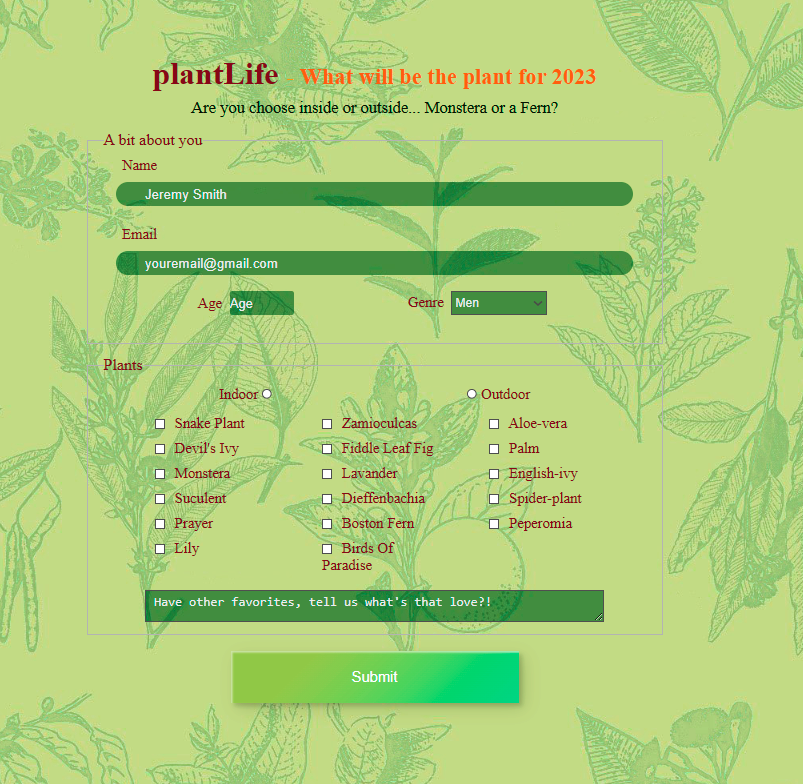 plantLife What will be the plant for 2023
Are you choose inside or outside... Monstera or a Fern?
A bit about you
Name
Jeremy Smith
Email
youremail@gmail.com
Age Age Genre Men
Plants
Indoor Outdoor
Snake Plant Zamioculcas Aloe-vera
Devil's Ivy Fiddle Leaf Fig Palm
Monstera Lavander English-ivy
Suculent Dieffenbachia Spider-plant
Prayer Boston Fern Peperomia
Lily Birds Of
Paradise
Have other favorites, tell us what's that love?!
Submit